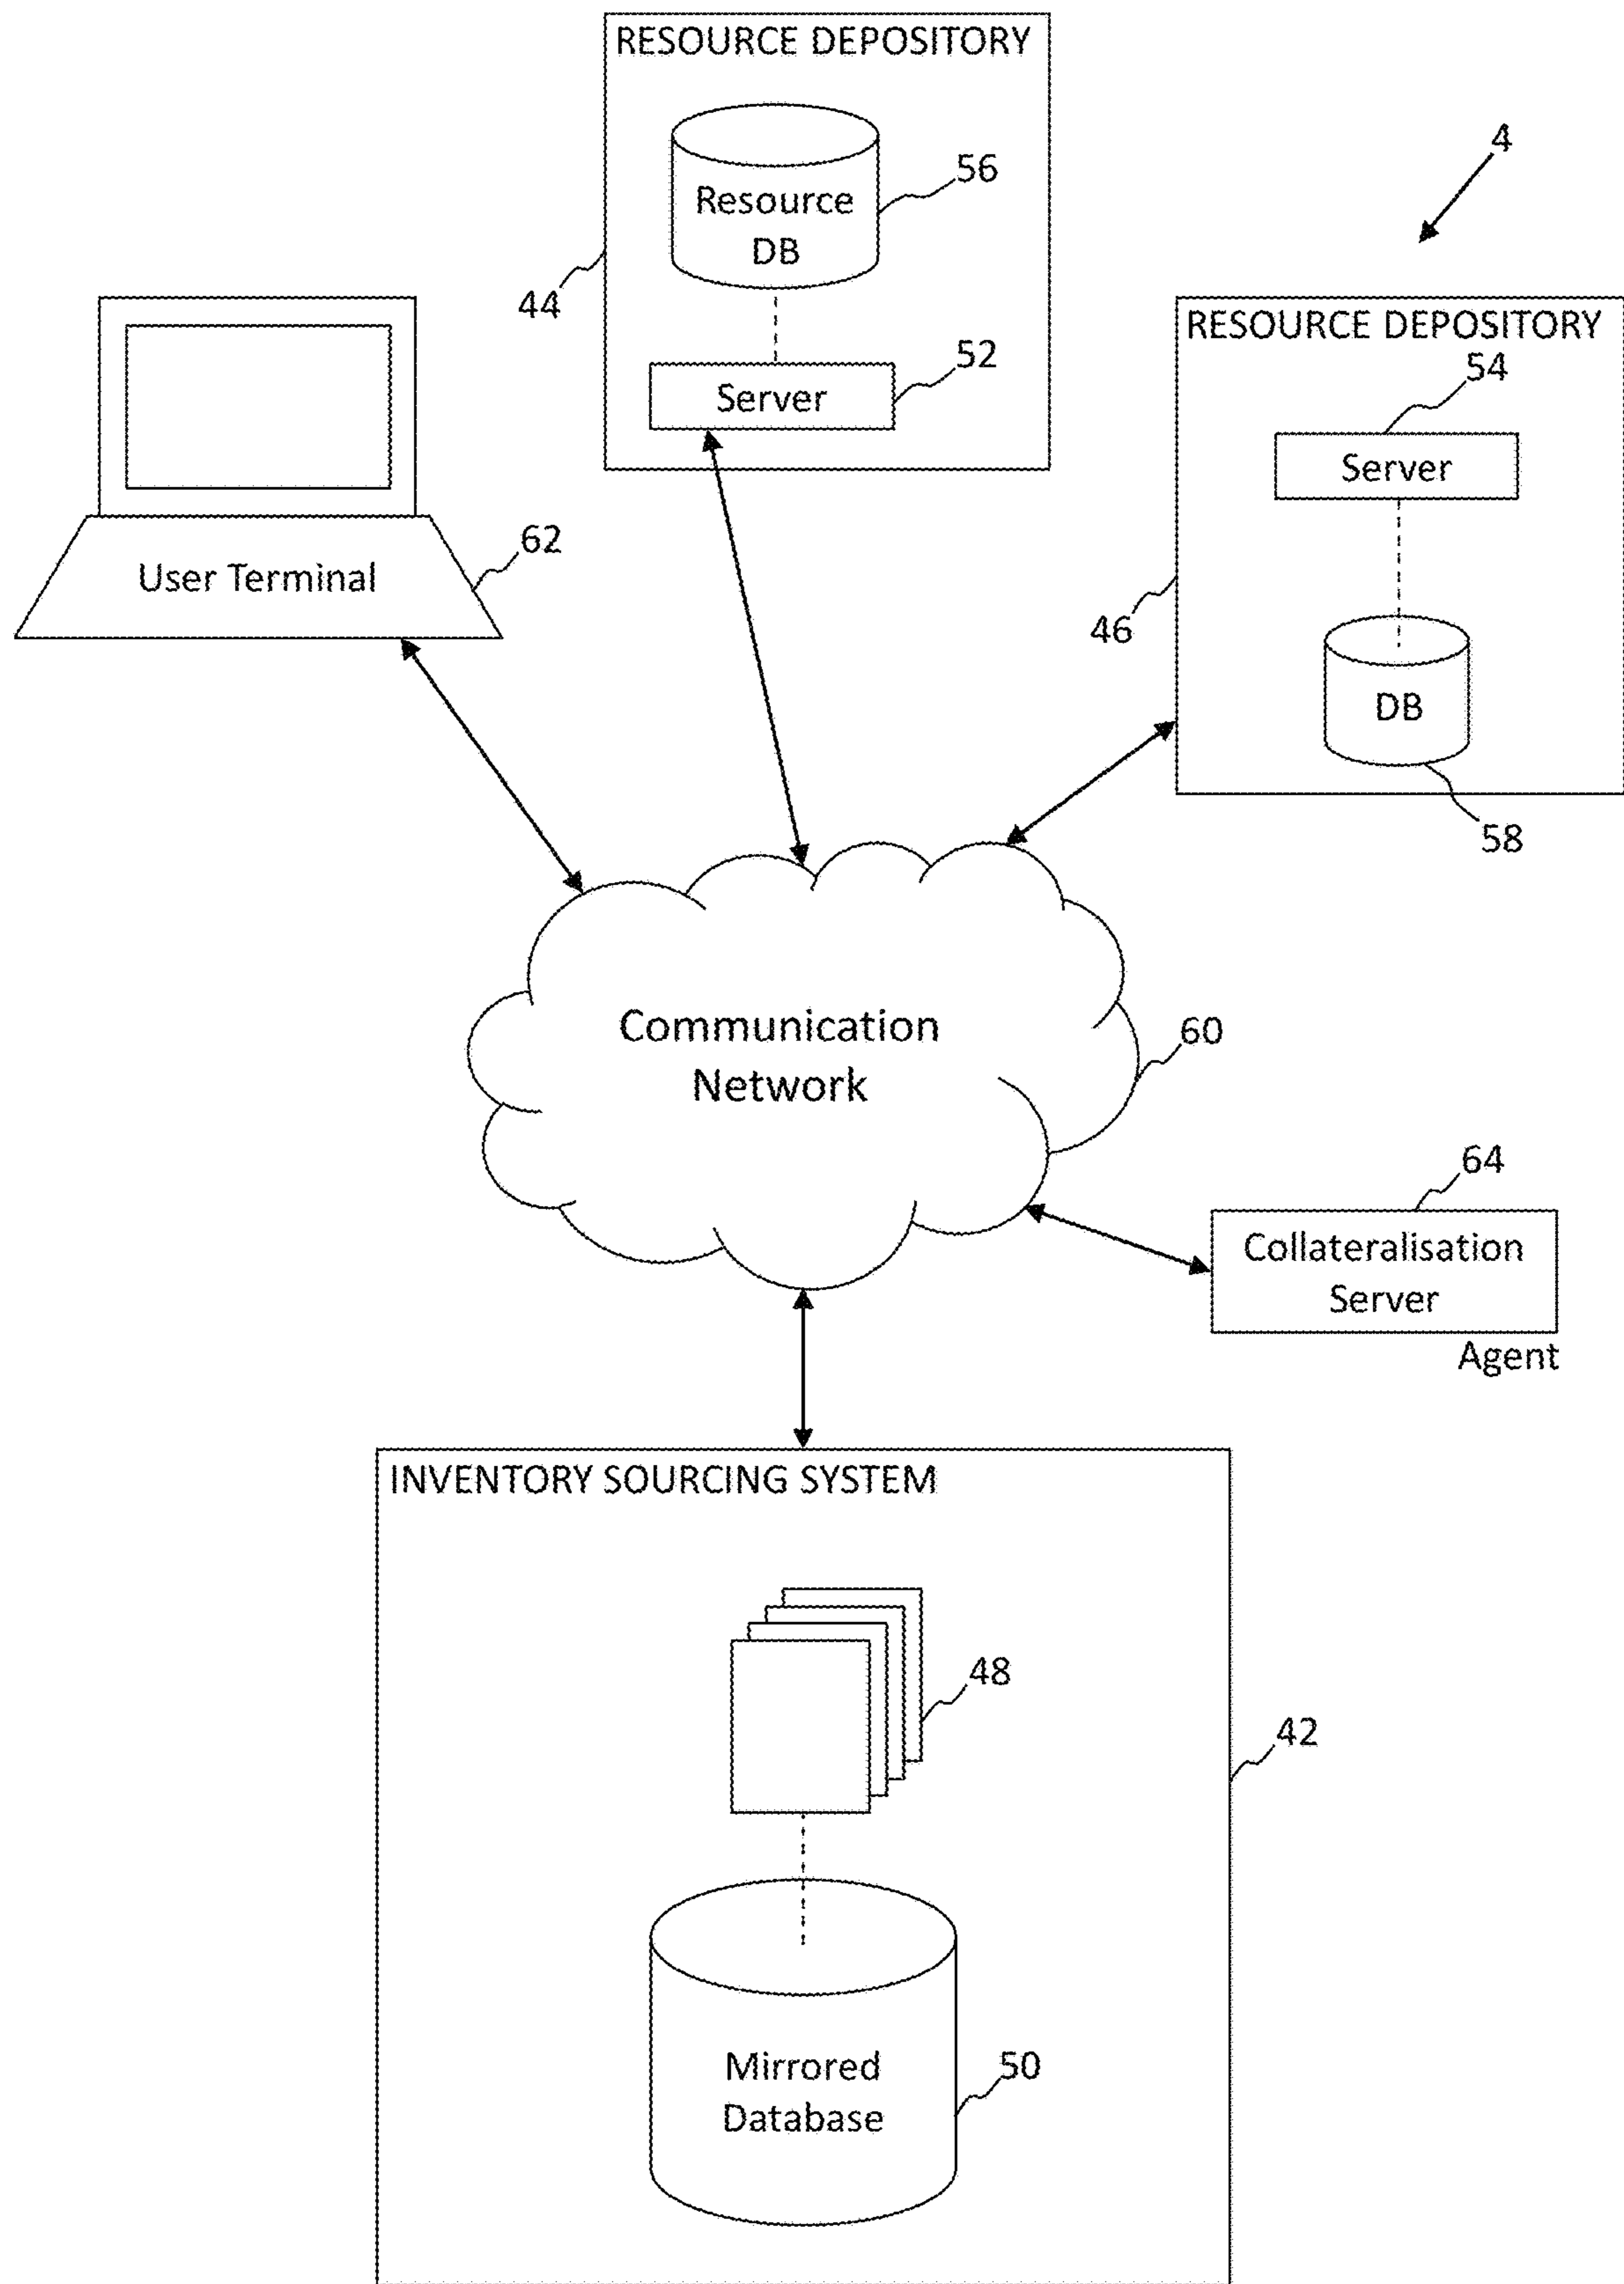 RESOURCE DEPOSITORY
Resource
DB
56
44
52
Server
4
RESOURCE DEPOSITORY
54
Server
46
DB
58
62
User Terminal
Communication
Network
60
64
Collateralisation
Server
Agent
INVENTORY SOURCING SYSTEM
48
42
Mirrored
Database
50